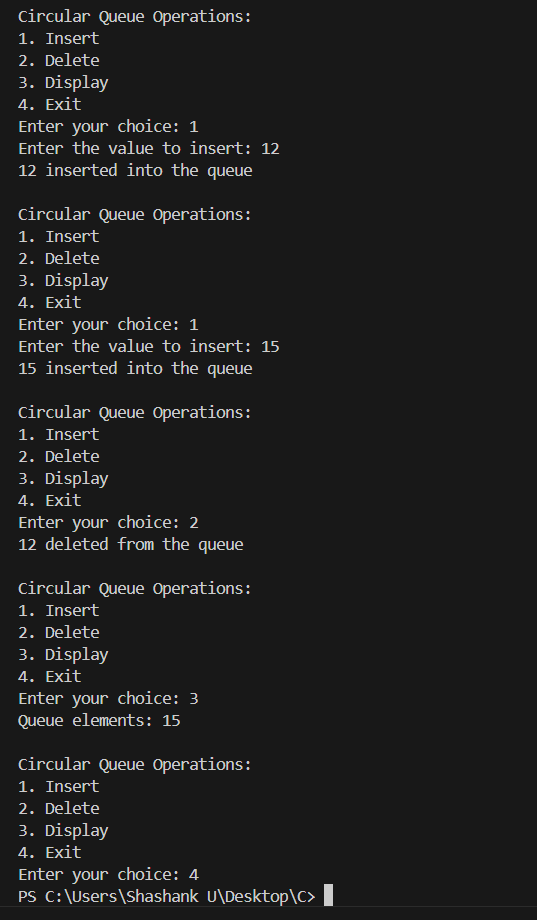 Circular Queue Operations:
1. Insert
2. Delete
3. Display
4. Exit
Enter your choice: 1
Enter the value to insert: 12
12 inserted into the queue
Circular Queue Operations:
1. Insert
2. Delete
3. Display
4. Exit
Enter your choice: 1
Enter the value to insert: 15
15 inserted into the queue
Circular Queue Operations:
1. Insert
2. Delete
3. Display
4. Exit
Enter your choice: 2
12 deleted from the queue
Circular Queue Operations:
1. Insert
2. Delete
3. Display
4. Exit
Enter your choice: 3
Queue elements: 15
Circular Queue Operations:
1. Insert
2. Delete
3. Display
4. Exit
Enter your choice: 4
PS C:\Users\Shashank U\Desktop\C>